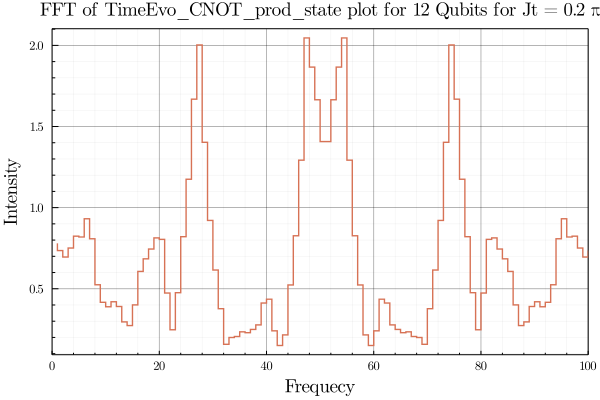 FFT of TimeEvo_CNOT_prod_state plot for 12 Qubits for Jt = 0.2 π
2.0
1.5
1.0
0.5
Intensity
0 20 40 60 80 100
Frequecy